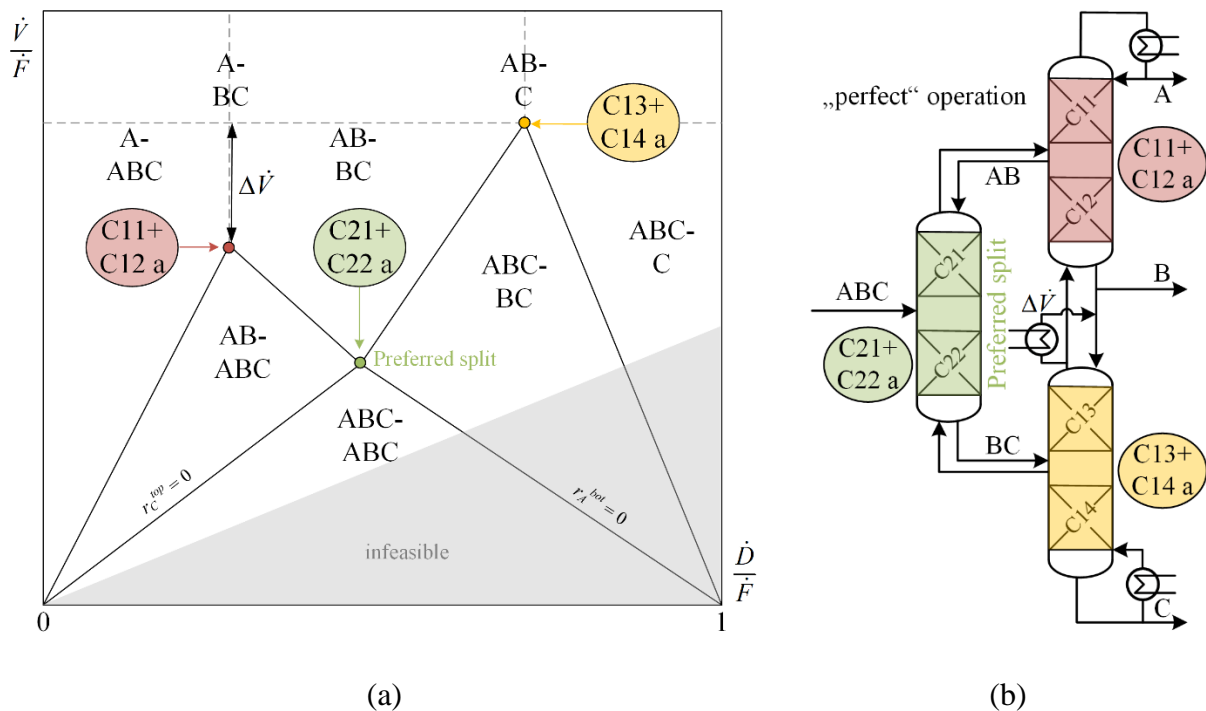 V̇
Ḟ
A-
BC
AB-
C
C13+
C14 a
A-
ABC
ΔV̇
AB-
BC
C11+
C12 a
C21+
C22 a
ABC-
C
ABC-
BC
AB-
ABC
Preferred split
ABC-
ABC
r_C^top = 0
r_A^bot = 0
infeasible
Ḋ
Ḟ
0
1
(a)
„perfect“ operation
C11
A
C11+
C12 a
AB
C12
C21
ABC
Preferred split
B
ΔV̇
C22
C21+
C22 a
C13
BC
C13+
C14 a
C14
C
(b)